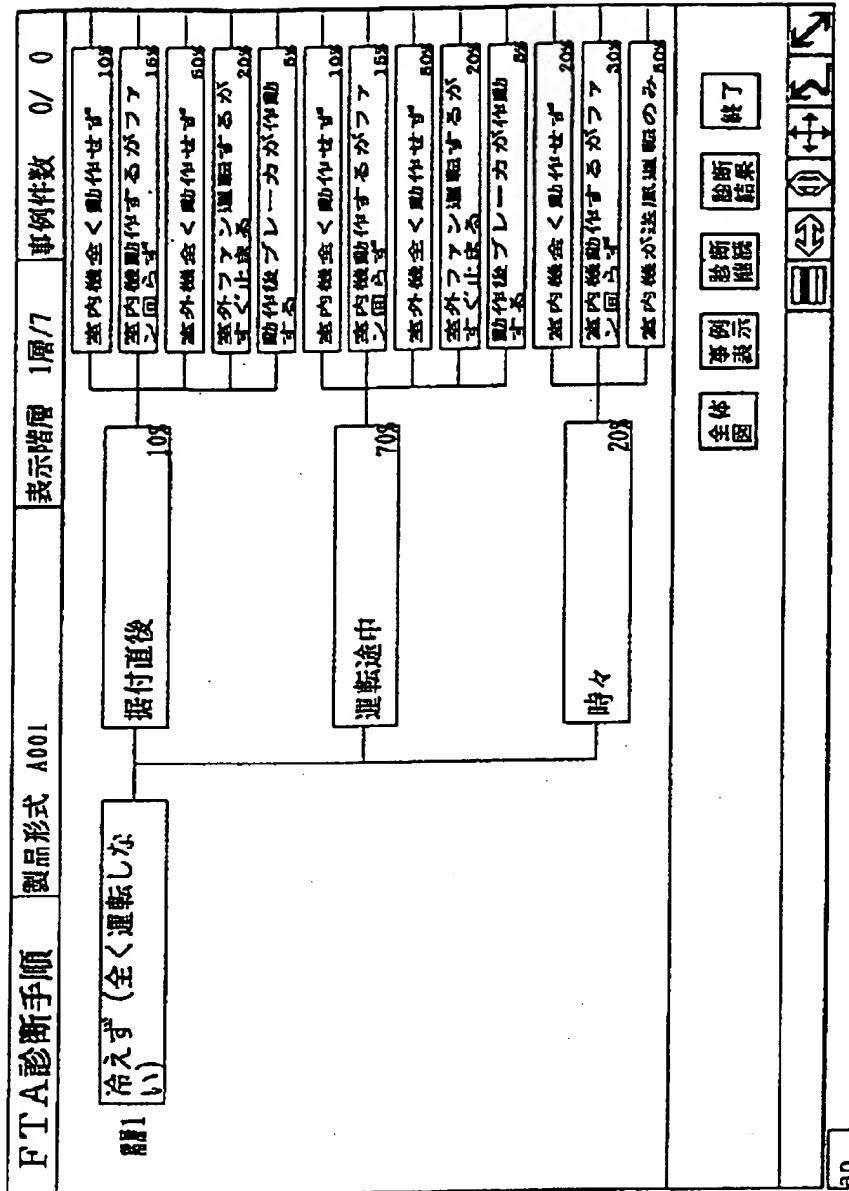 FTA診断手順 製品形式 A001 表示階層 1層/7 事例件数 0/ 0
階層1
冷えず（全く運転しな
い）
据付直後
10%
室内機全く動作せず
10%
室内機動作するがファ
ン回らず
15%
室外機全く動作せず
50%
室外ファン運転するが
すぐ止まる
20%
動作後ブレーカが作動
する
5%
運転途中
70%
室内機全く動作せず
10%
室内機動作するがファ
ン回らず
15%
室外機全く動作せず
50%
室外ファン運転するが
すぐ止まる
20%
動作後ブレーカが作動
する
5%
時々
20%
室内機全く動作せず
20%
室内機動作するがファ
ン回らず
30%
室内機が送風運転のみ
50%
全体
図
事例
表示
診断
継続
診断
結果
終了
an